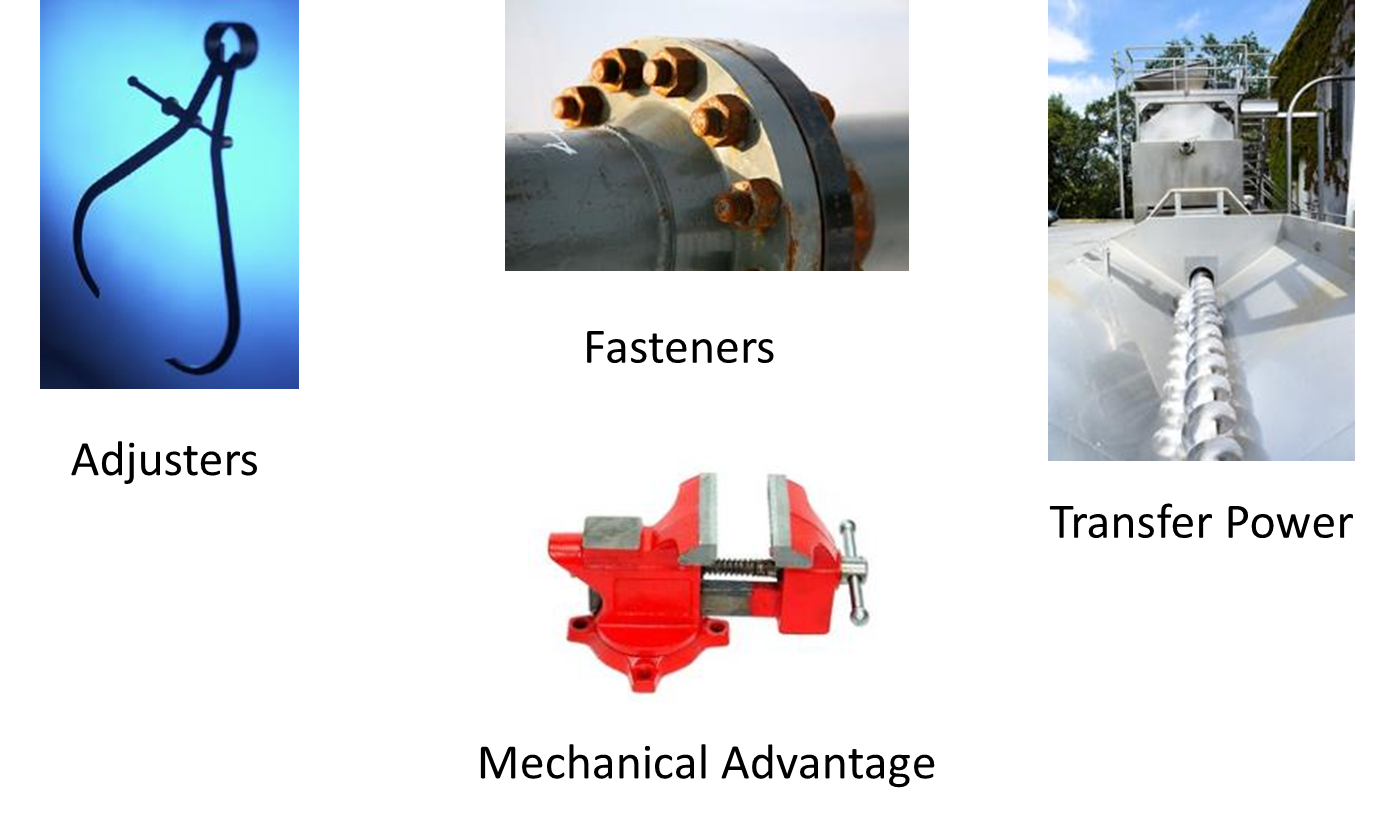 Adjusters
Fasteners
Transfer Power
Mechanical Advantage